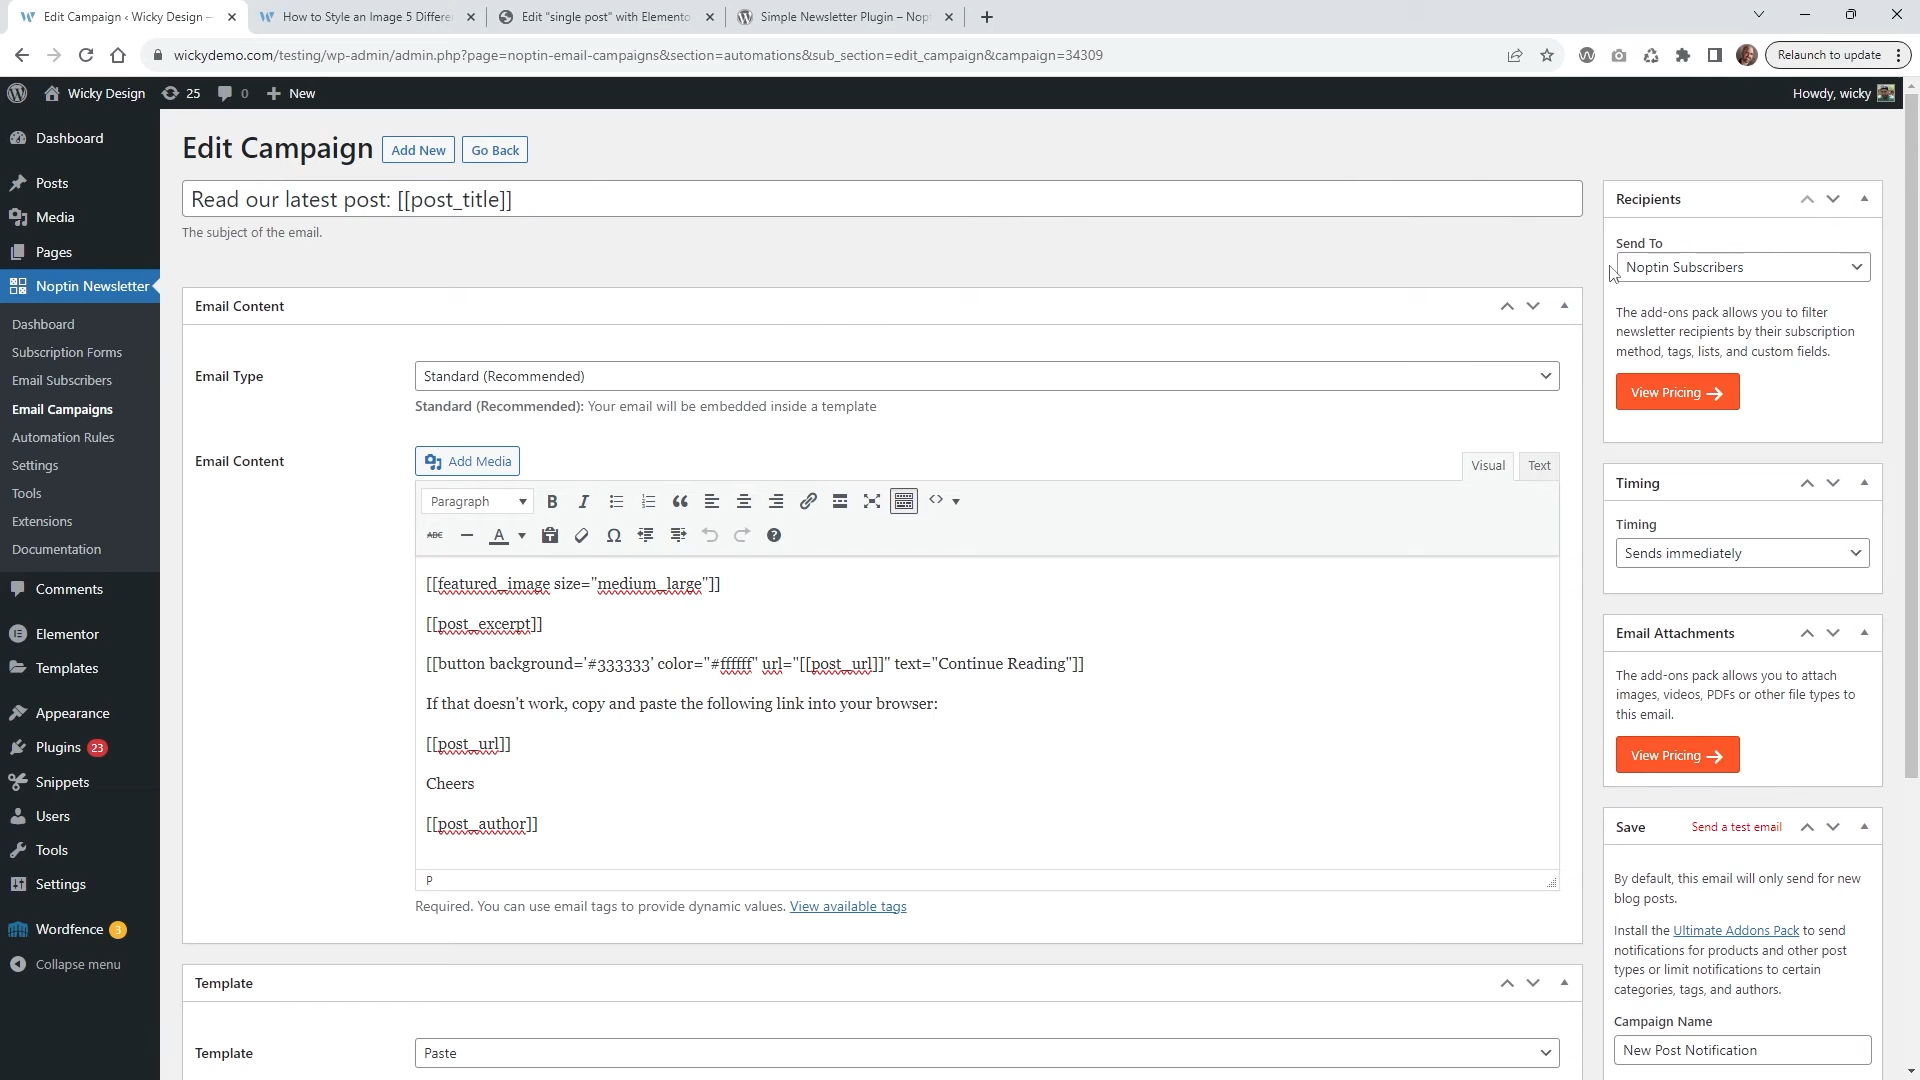 Edit Campaign ‹ Wicky Design —
How to Style an Image 5 Differe
Edit "single post" with Elemento
Simple Newsletter Plugin – Nop
wickydemo.com/testing/wp-admin/admin.php?page=noptin-email-campaigns&section=automations&sub_section=edit_campaign&campaign=34309
Relaunch to update
Wicky Design
25
0
New
Howdy, wicky
Dashboard
Posts
Media
Pages
Noptin Newsletter
Dashboard
Subscription Forms
Email Subscribers
Email Campaigns
Automation Rules
Settings
Tools
Extensions
Documentation
Comments
Elementor
Templates
Appearance
Plugins 23
Snippets
Users
Tools
Settings
Wordfence 3
Collapse menu
Edit Campaign
Add New
Go Back
Read our latest post: [[post_title]]
The subject of the email.
Email Content
Email Type
Standard (Recommended)
Standard (Recommended): Your email will be embedded inside a template
Email Content
Add Media
Visual
Text
Paragraph
B
I
ABC
A
[[featured_image size="medium_large"]]
[[post_excerpt]]
[[button background='#333333' color="#ffffff" url="[[post_url]]" text="Continue Reading"]]
If that doesn't work, copy and paste the following link into your browser:
[[post_url]]
Cheers
[[post_author]]
P
Required. You can use email tags to provide dynamic values. View available tags
Template
Template
Paste
Recipients
Send To
Noptin Subscribers
The add-ons pack allows you to filter
newsletter recipients by their subscription
method, tags, lists, and custom fields.
View Pricing
Timing
Timing
Sends immediately
Email Attachments
The add-ons pack allows you to attach
images, videos, PDFs or other file types to
this email.
View Pricing
Save
Send a test email
By default, this email will only send for new
blog posts.
Install the Ultimate Addons Pack to send
notifications for products and other post
types or limit notifications to certain
categories, tags, and authors.
Campaign Name
New Post Notification